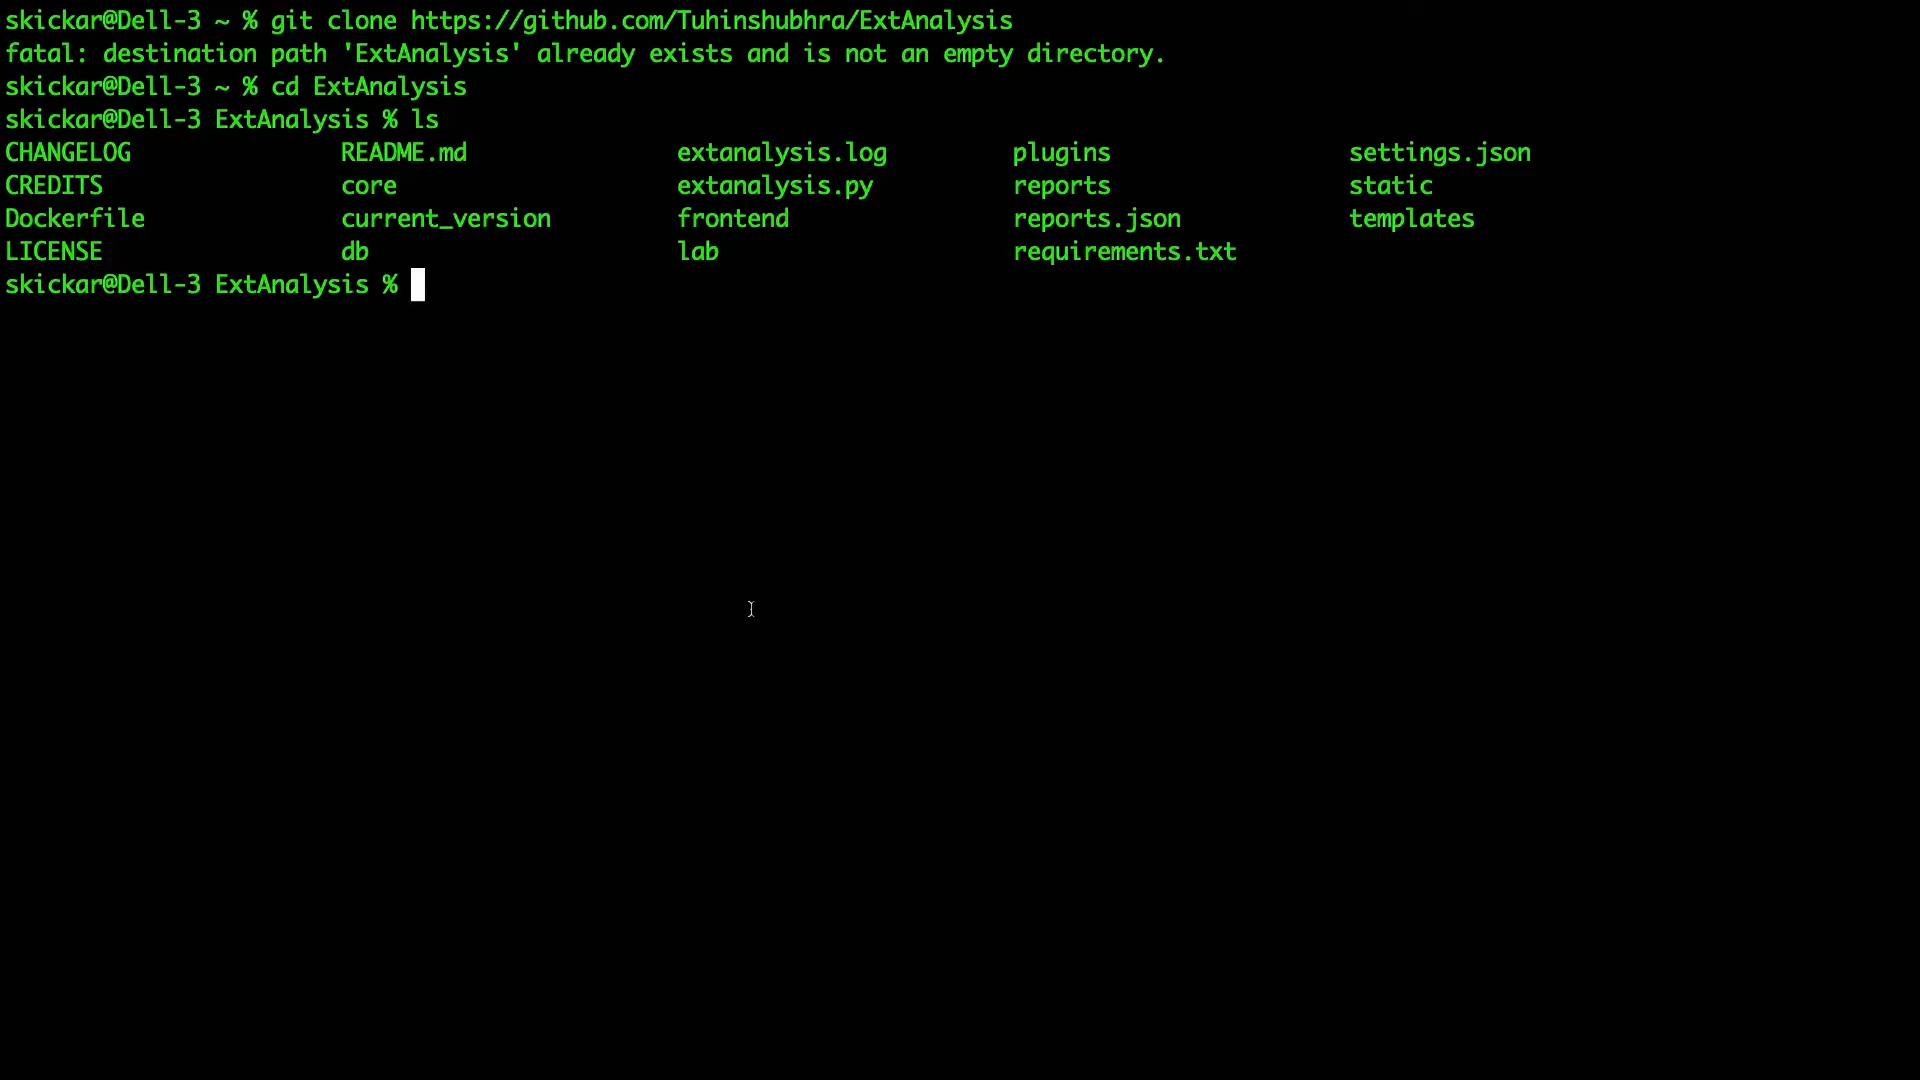 skickar@Dell-3 ~ % git clone https://github.com/Tuhinshubhra/ExtAnalysis
fatal: destination path 'ExtAnalysis' already exists and is not an empty directory.
skickar@Dell-3 ~ % cd ExtAnalysis
skickar@Dell-3 ExtAnalysis % ls
CHANGELOG README.md extanalysis.log plugins settings.json
CREDITS core extanalysis.py reports static
Dockerfile current_version frontend reports.json templates
LICENSE db lab requirements.txt
skickar@Dell-3 ExtAnalysis %